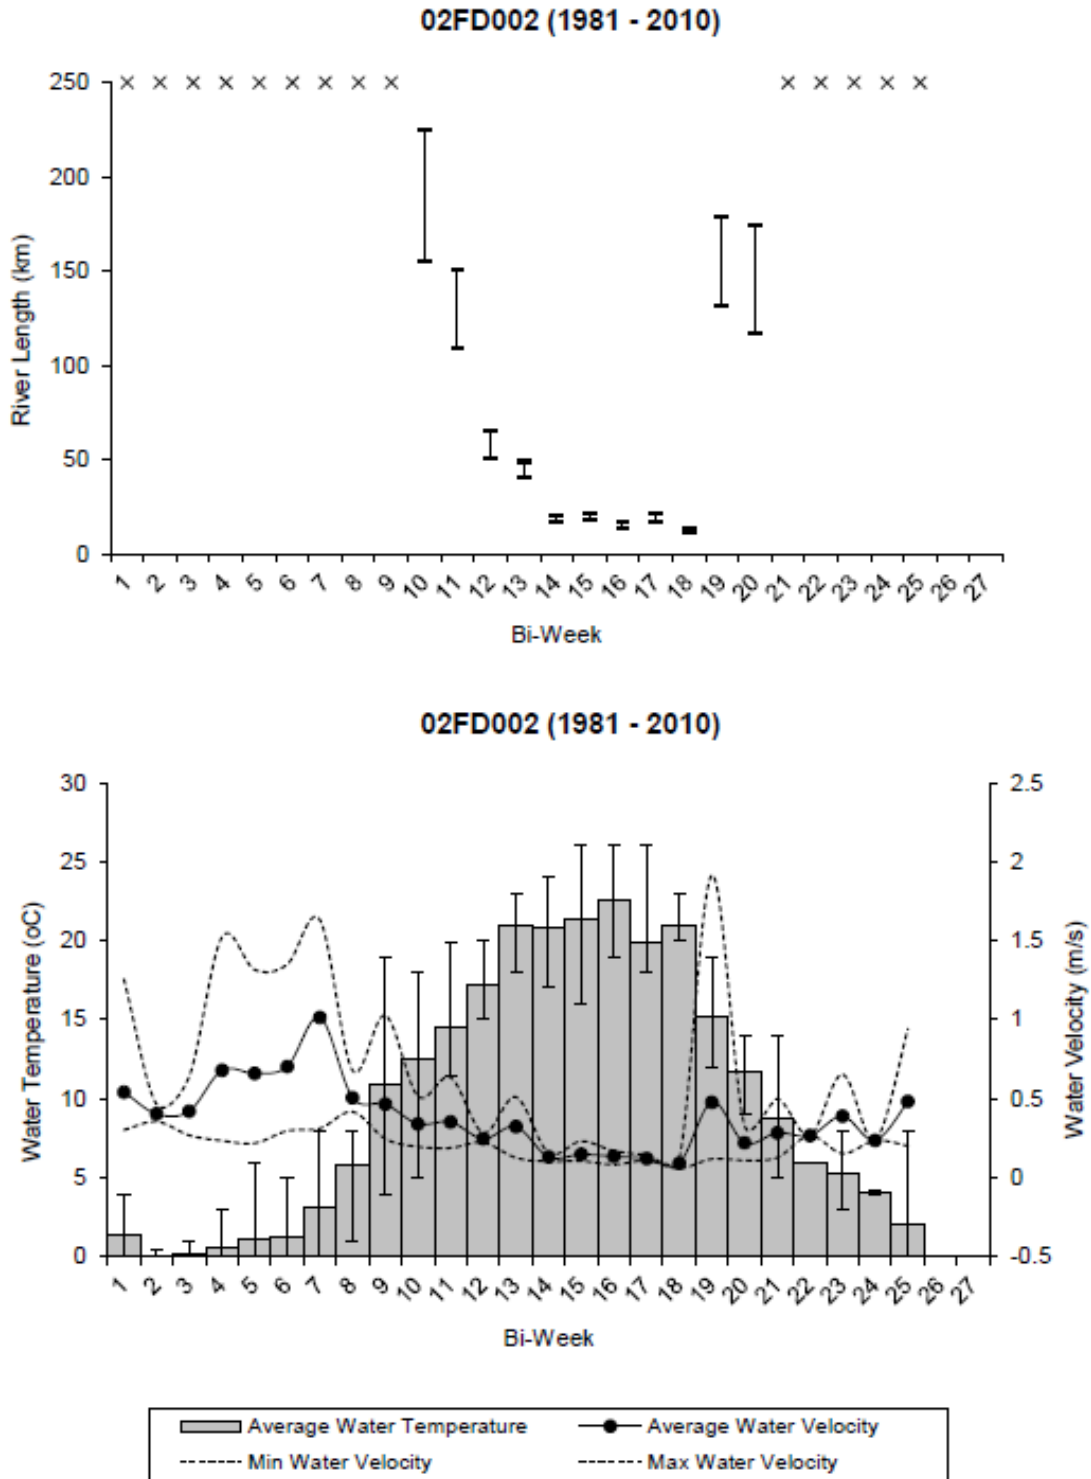 02FD002 (1981 - 2010)
250
200
150
100
50
0
River Length (km)
1 2 3 4 5 6 7 8 9 10 11 12 13 14 15 16 17 18 19 20 21 22 23 24 25 26 27
Bi-Week
02FD002 (1981 - 2010)
30
25
20
15
10
5
0
Water Temperature (oC)
2.5
2
1.5
1
0.5
0
-0.5
Water Velocity (m/s)
1 2 3 4 5 6 7 8 9 10 11 12 13 14 15 16 17 18 19 20 21 22 23 24 25 26 27
Bi-Week
Average Water Temperature
Average Water Velocity
Min Water Velocity
Max Water Velocity